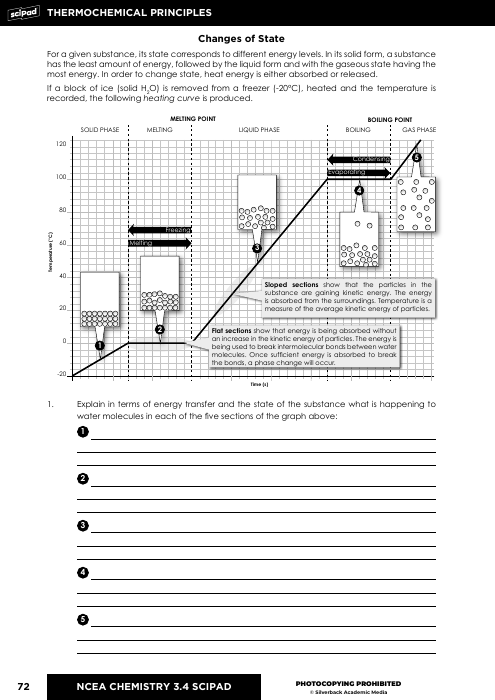 scipad THERMOCHEMICAL PRINCIPLES
Changes of State
For a given substance, its state corresponds to different energy levels. In its solid form, a substance
has the least amount of energy, followed by the liquid form and with the gaseous state having the
most energy. In order to change state, heat energy is either absorbed or released.
If a block of ice (solid H₂O) is removed from a freezer (-20°C), heated and the temperature is
recorded, the following heating curve is produced.
MELTING POINT
BOILING POINT
SOLID PHASE
MELTING
LIQUID PHASE
BOILING
GAS PHASE
Temperature (°C)
120
100
80
60
40
20
0
-20
Freezing
Melting
Condensing
Evaporating
1
2
3
4
5
Sloped sections show that the particles in the
substance are gaining kinetic energy. The energy
is absorbed from the surroundings. Temperature is a
measure of the average kinetic energy of particles.
Flat sections show that energy is being absorbed without
an increase in the kinetic energy of particles. The energy is
being used to break intermolecular bonds between water
molecules. Once sufficient energy is absorbed to break
the bonds, a phase change will occur.
Time (s)
1. Explain in terms of energy transfer and the state of the substance what is happening to
water molecules in each of the five sections of the graph above:
1
2
3
4
5
72 NCEA CHEMISTRY 3.4 SCIPAD
PHOTOCOPYING PROHIBITED
© Silverback Academic Media